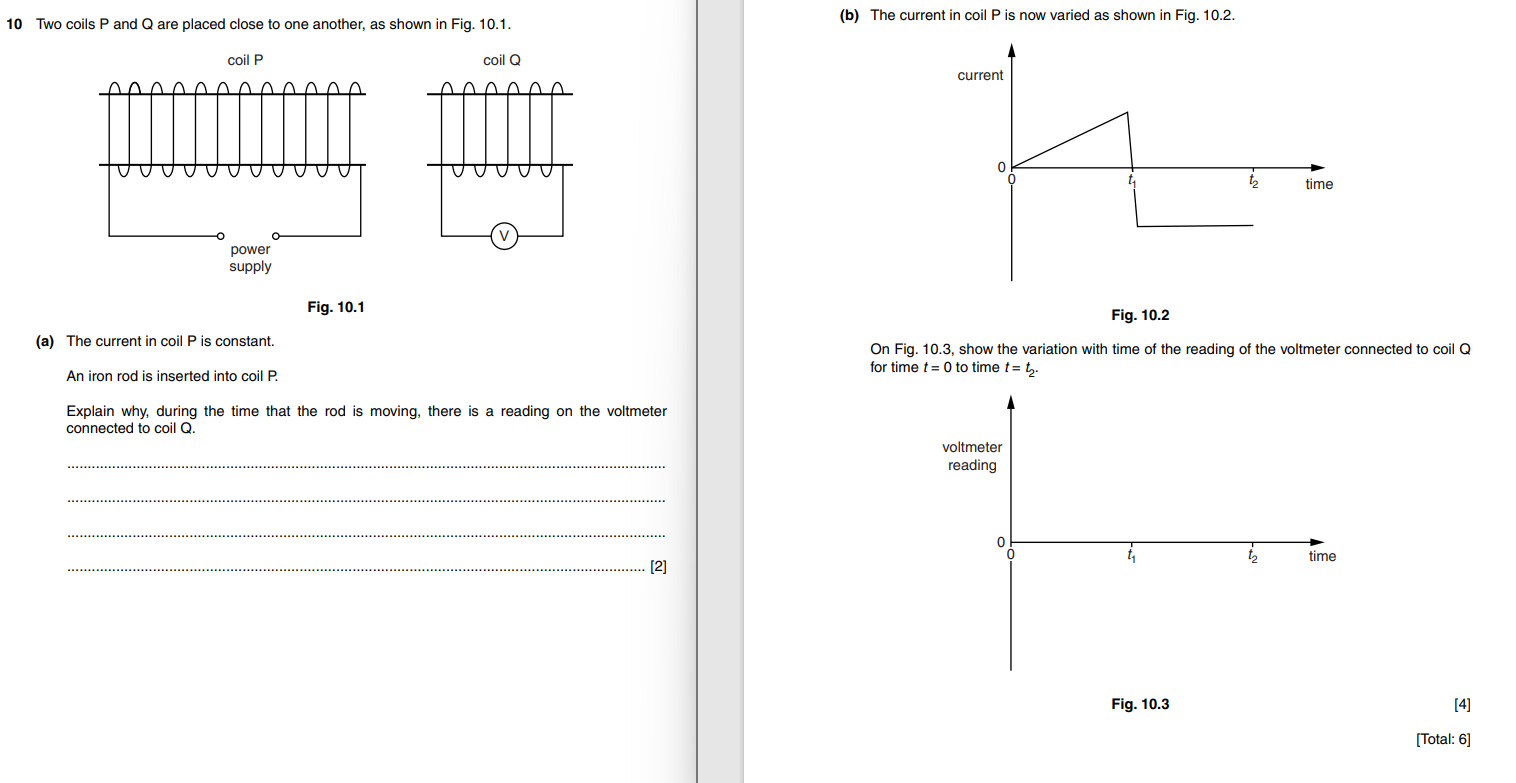 10 Two coils P and Q are placed close to one another, as shown in Fig. 10.1.
coil P
coil Q
V
power
supply
Fig. 10.1
(a) The current in coil P is constant.
An iron rod is inserted into coil P.
Explain why, during the time that the rod is moving, there is a reading on the voltmeter
connected to coil Q.
..........................................................................................................................
..........................................................................................................................
..........................................................................................................................
...................................................................................................................... [2]
(b) The current in coil P is now varied as shown in Fig. 10.2.
current
0
0
t₁
t₂
time
Fig. 10.2
On Fig. 10.3, show the variation with time of the reading of the voltmeter connected to coil Q
for time t = 0 to time t = t₂.
voltmeter
reading
0
0
t₁
t₂
time
Fig. 10.3
[4]
[Total: 6]